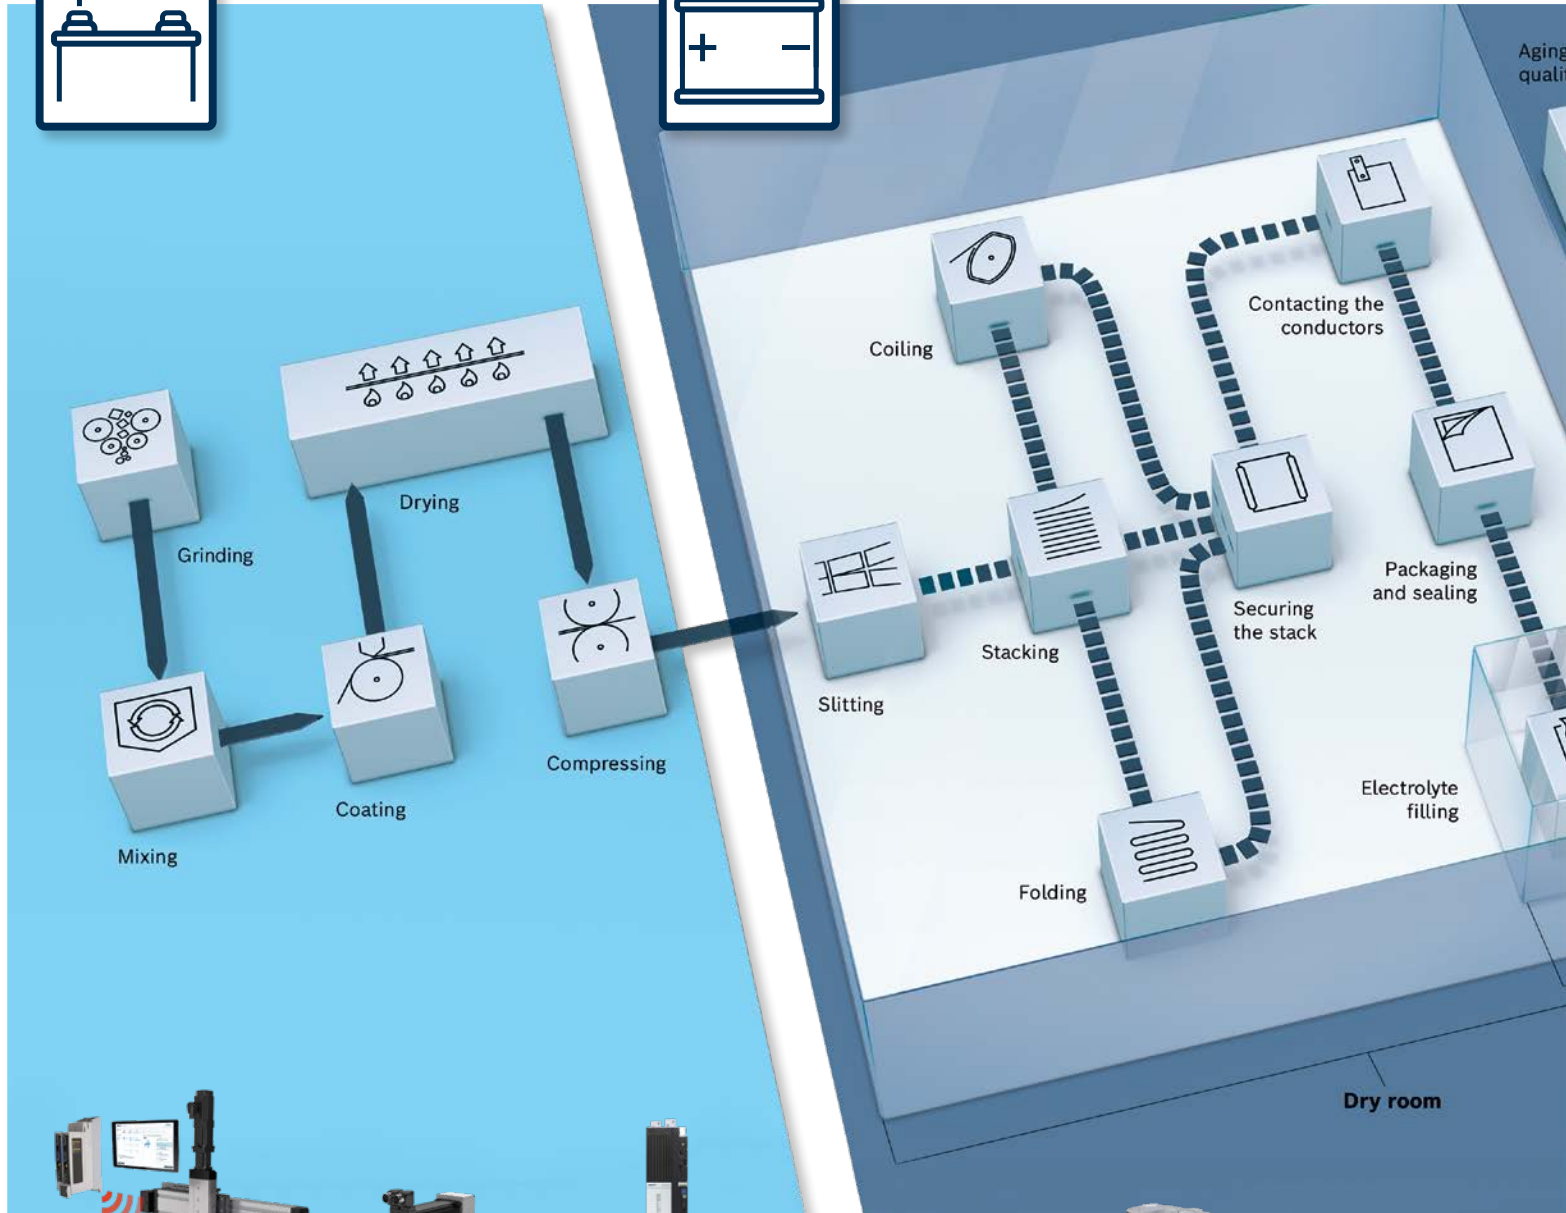 Aging
Coiling
Contacting the
conductors
Drying
Grinding
Packaging
and sealing
Securing
the stack
Stacking
Slitting
Compressing
Coating
Electrolyte
filling
Mixing
Folding
Dry room